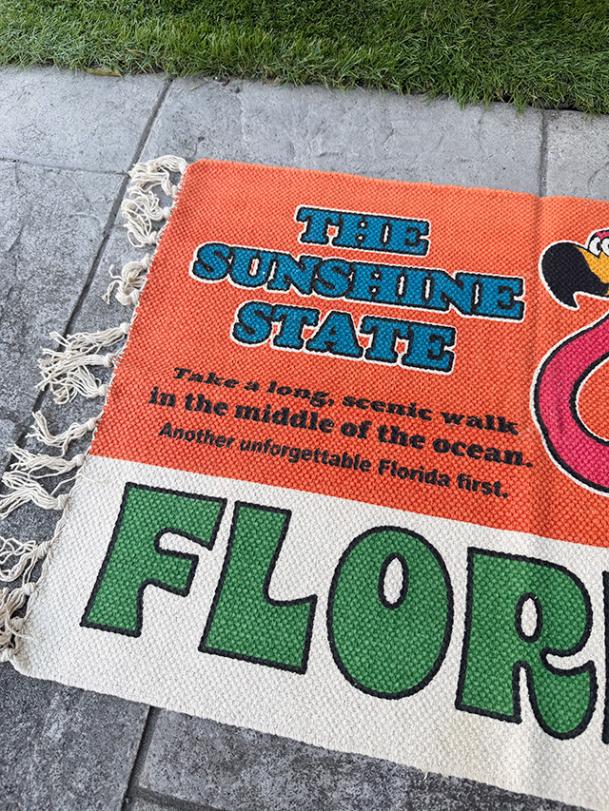 THE
SUNSHINE
STATE
Take a long, scenic walk
in the middle of the ocean.
Another unforgettable Florida first.
FLOR